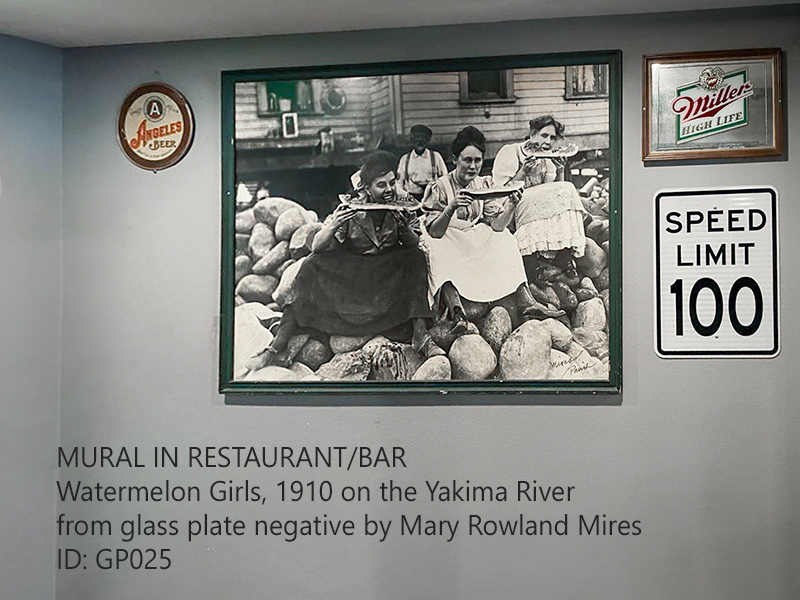 A
ANGELES
BEER
Miller
HIGH LIFE
SPEED
LIMIT
100
MURAL IN RESTAURANT/BAR
Watermelon Girls, 1910 on the Yakima River
from glass plate negative by Mary Rowland Mires
ID: GP025